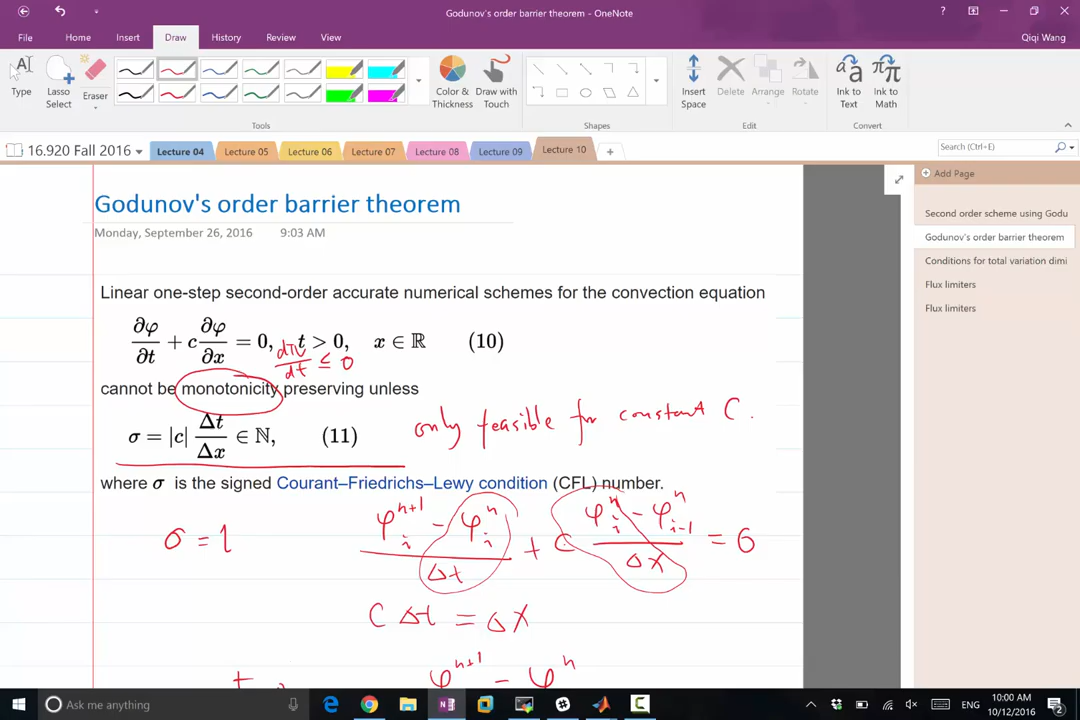 Godunov's order barrier theorem - OneNote
?
File Home Insert Draw History Review View
Qiqi Wang
Type Lasso Select Eraser
Color & Thickness Draw with Touch
Insert Space Delete Arrange Rotate
Ink to Text Ink to Math
Tools Shapes Edit Convert
16.920 Fall 2016 Lecture 04 Lecture 05 Lecture 06 Lecture 07 Lecture 08 Lecture 09 Lecture 10 +
Search (Ctrl+E)
Add Page
Second order scheme using Godu
Godunov's order barrier theorem
Conditions for total variation dimi
Flux limiters
Flux limiters
Godunov's order barrier theorem
Monday, September 26, 2016 9:03 AM
Linear one-step second-order accurate numerical schemes for the convection equation
∂φ/∂t + c ∂φ/∂x = 0, t > 0, x ∈ ℝ (10)
dTV/dt ≤ 0
cannot be monotonicity preserving unless
σ = |c| Δt/Δx ∈ ℕ, (11)
only feasible for constant C.
where σ is the signed Courant–Friedrichs–Lewy condition (CFL) number.
σ = 1
(φ_i^{n+1} - φ_i^n)/Δt + C (φ_i^n - φ_{i-1}^n)/Δx = 0
C Δt = Δx
φ^{n+1} - φ^n
Ask me anything
ENG
10:00 AM
10/12/2016
2